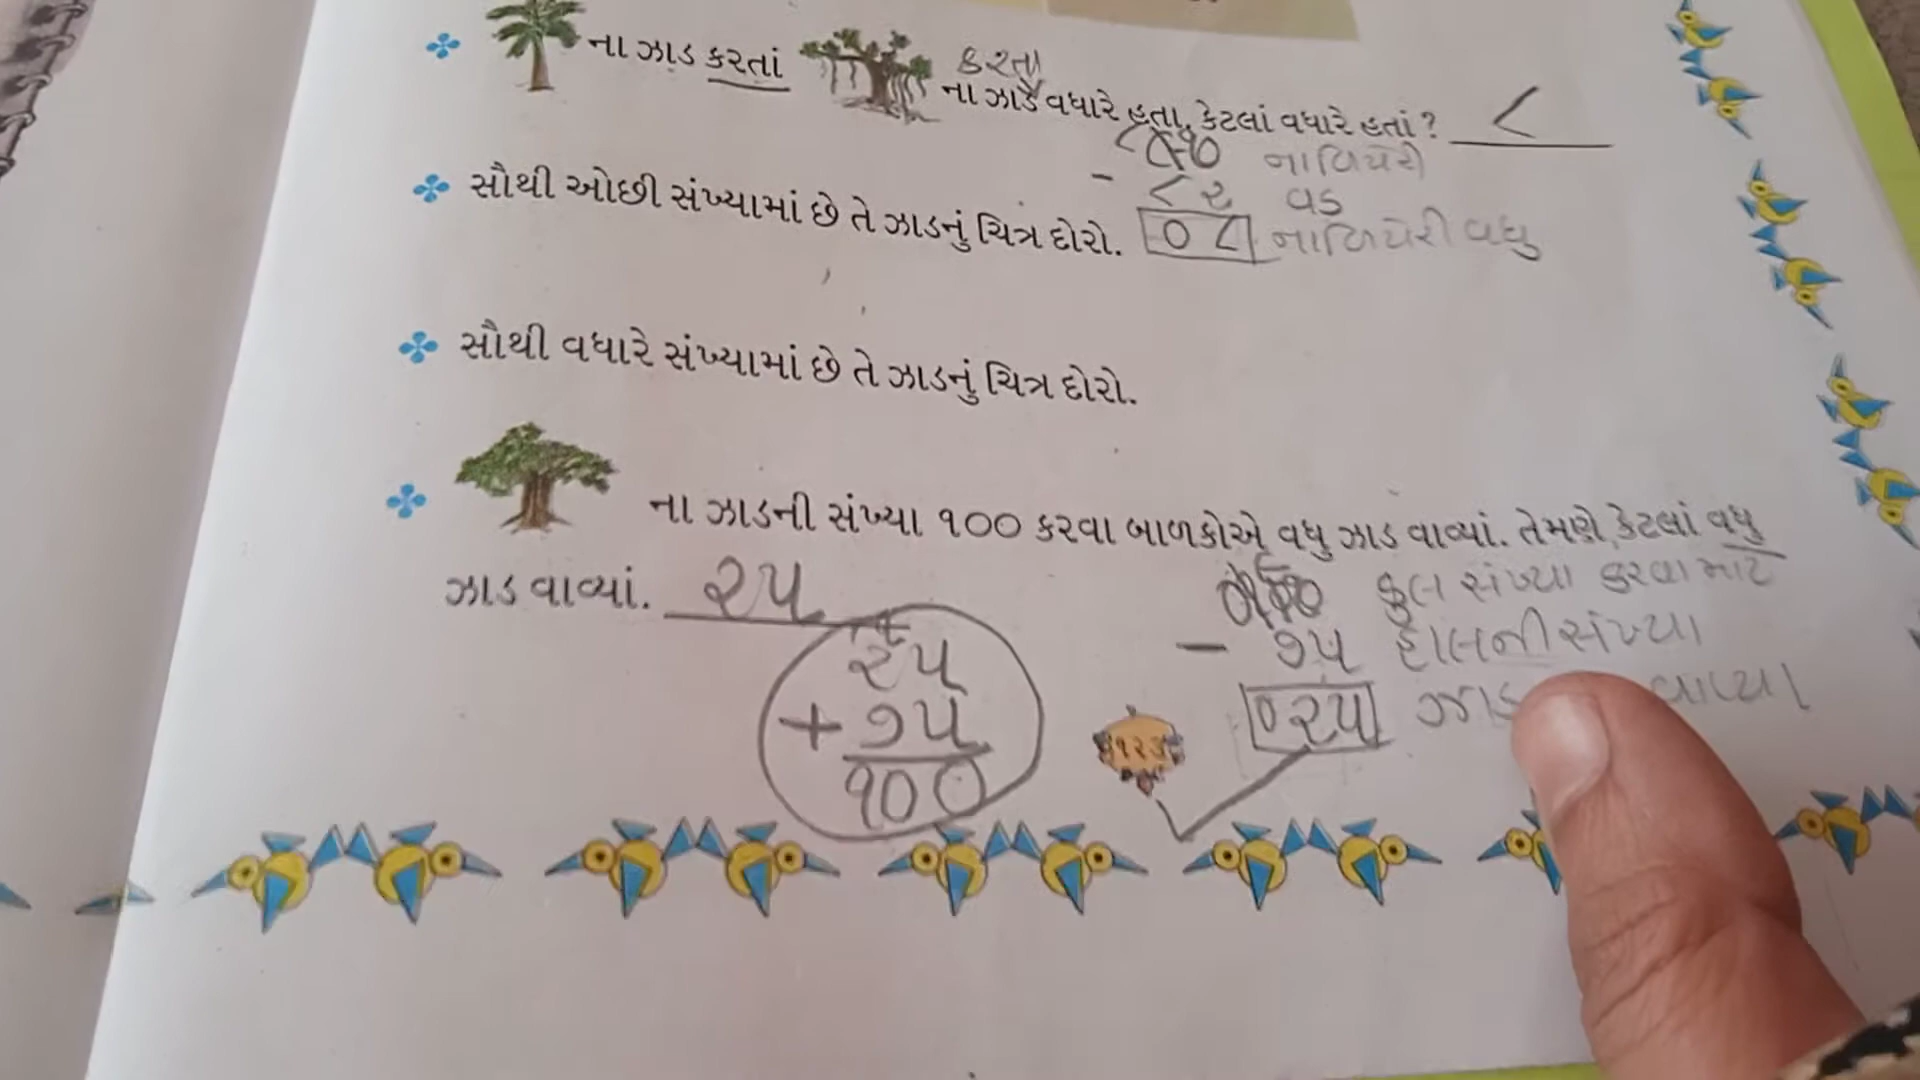 ના ઝાડ કરતાં ના ઝાડ વધારે હતા. કેટલાં વધારે હતાં? ૮
કરતા
૯૦ નાળિયેરી
- ૮૨ વડ
૦૮ નાળિયેરી વધુ
સૌથી ઓછી સંખ્યામાં છે તે ઝાડનું ચિત્ર દોરો.
સૌથી વધારે સંખ્યામાં છે તે ઝાડનું ચિત્ર દોરો.
ના ઝાડની સંખ્યા ૧૦૦ કરવા બાળકોએ વધુ ઝાડ વાવ્યાં. તેમણે કેટલાં વધુ
ઝાડ વાવ્યાં. ૨૫
૨૫
+ ૭૫
૧૦૦
કુલ સંખ્યા કરવા માટે
- ૭૫ હાલની સંખ્યા
૦૨૫ ઝાડ વાવ્યા
૧૨૩